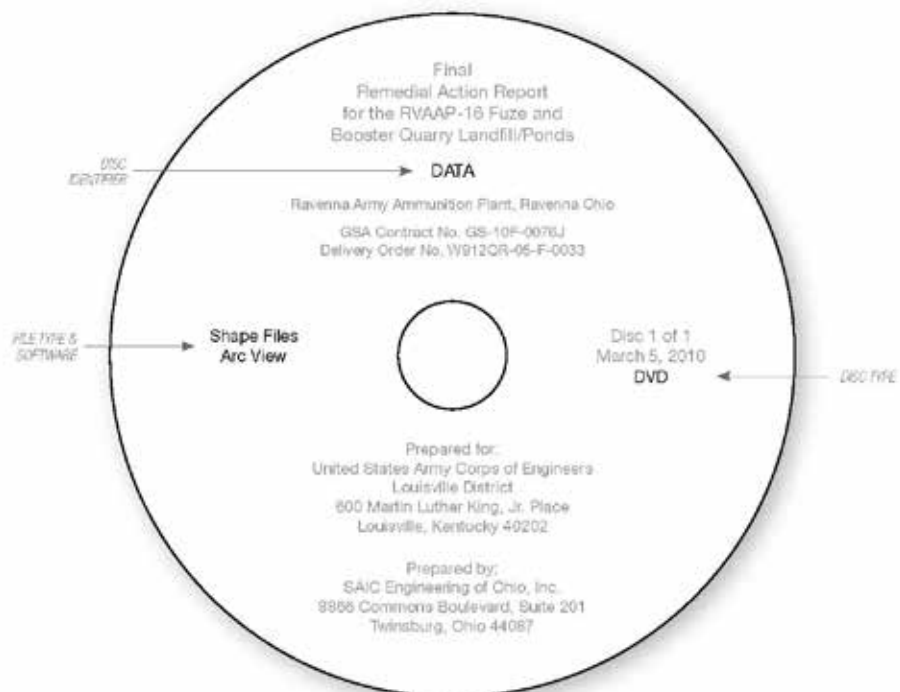 Final
Remedial Action Report
for the RVAAP-16 Fuze and
Booster Quarry Landfill/Ponds
DISC
IDENTIFIER
DATA
Ravenna Army Ammunition Plant, Ravenna Ohio
GSA Contract No. GS-10F-0076J
Delivery Order No. W912QR-05-F-0033
FILE TYPE &
SOFTWARE
Shape Files
Arc View
Disc 1 of 1
March 5, 2010
DVD
DISC TYPE
Prepared for:
United States Army Corps of Engineers
Louisville District
600 Martin Luther King, Jr. Place
Louisville, Kentucky 40202
Prepared by:
SAIC Engineering of Ohio, Inc.
8866 Commons Boulevard, Suite 201
Twinsburg, Ohio 44087